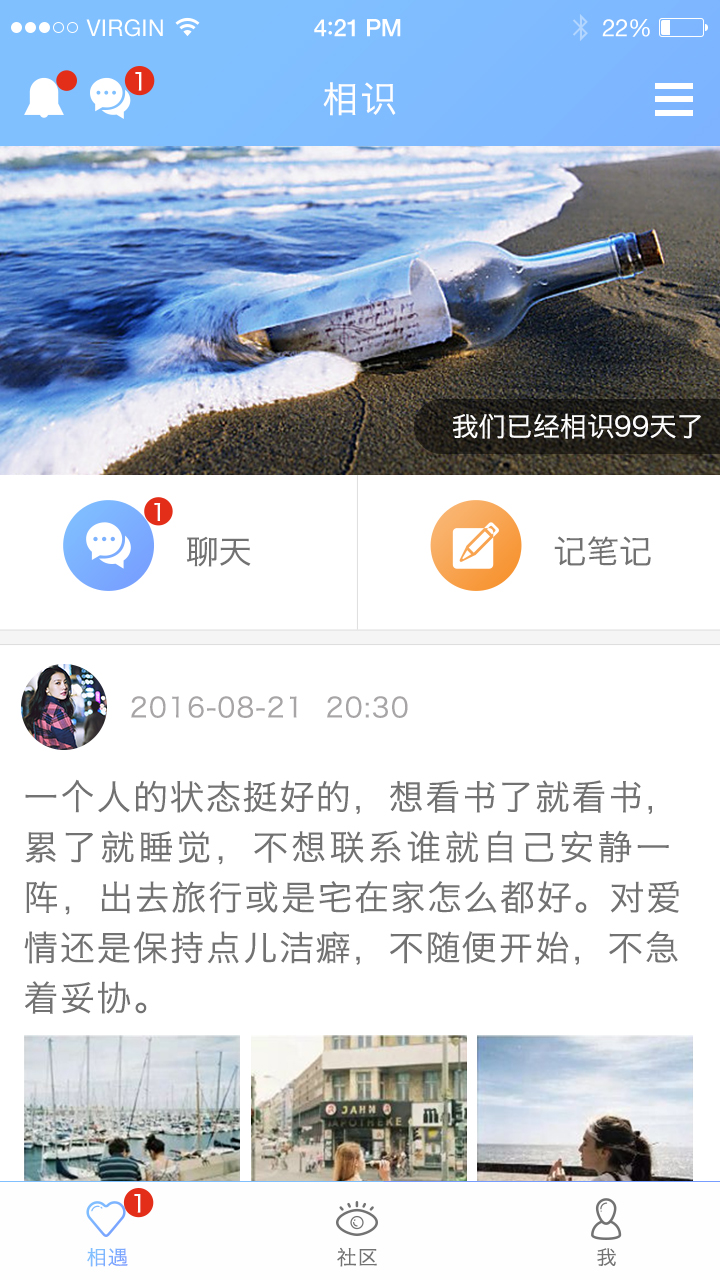 VIRGIN 4:21 PM 22%
1 相识
我们已经相识99天了
1
聊天 记笔记
2016-08-21 20:30
一个人的状态挺好的，想看书了就看书，
累了就睡觉，不想联系谁就自己安静一
阵，出去旅行或是宅在家怎么都好。对爱
情还是保持点儿洁癖，不随便开始，不急
着妥协。
JAHN
APOTHEKE
1
相遇 社区 我